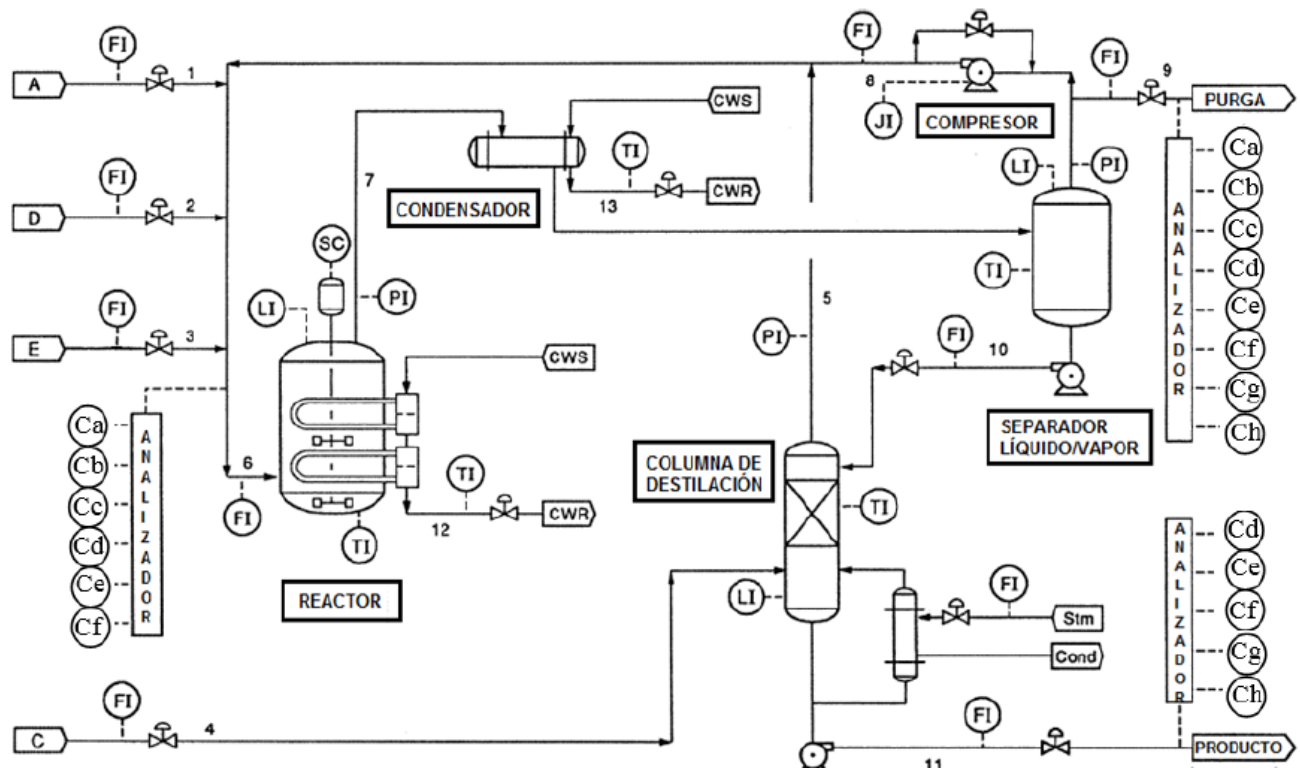 FI
1
A
FI
2
D
FI
3
E
FI
8
JI
COMPRESOR
FI
9
PURGA
CWS
TI
13
CWR
CONDENSADOR
7
SC
LI
PI
CWS
TI
12
CWR
6
FI
TI
REACTOR
Ca
Cb
Cc
Cd
Ce
Cf
ANALIZADOR
LI
PI
TI
FI
10
SEPARADOR
LÍQUIDO/VAPOR
ANALIZADOR
Ca
Cb
Cc
Cd
Ce
Cf
Cg
Ch
5
PI
COLUMNA DE
DESTILACIÓN
TI
LI
FI
Stm
Cond
ANALIZADOR
Cd
Ce
Cf
Cg
Ch
FI
4
C
FI
11
PRODUCTO